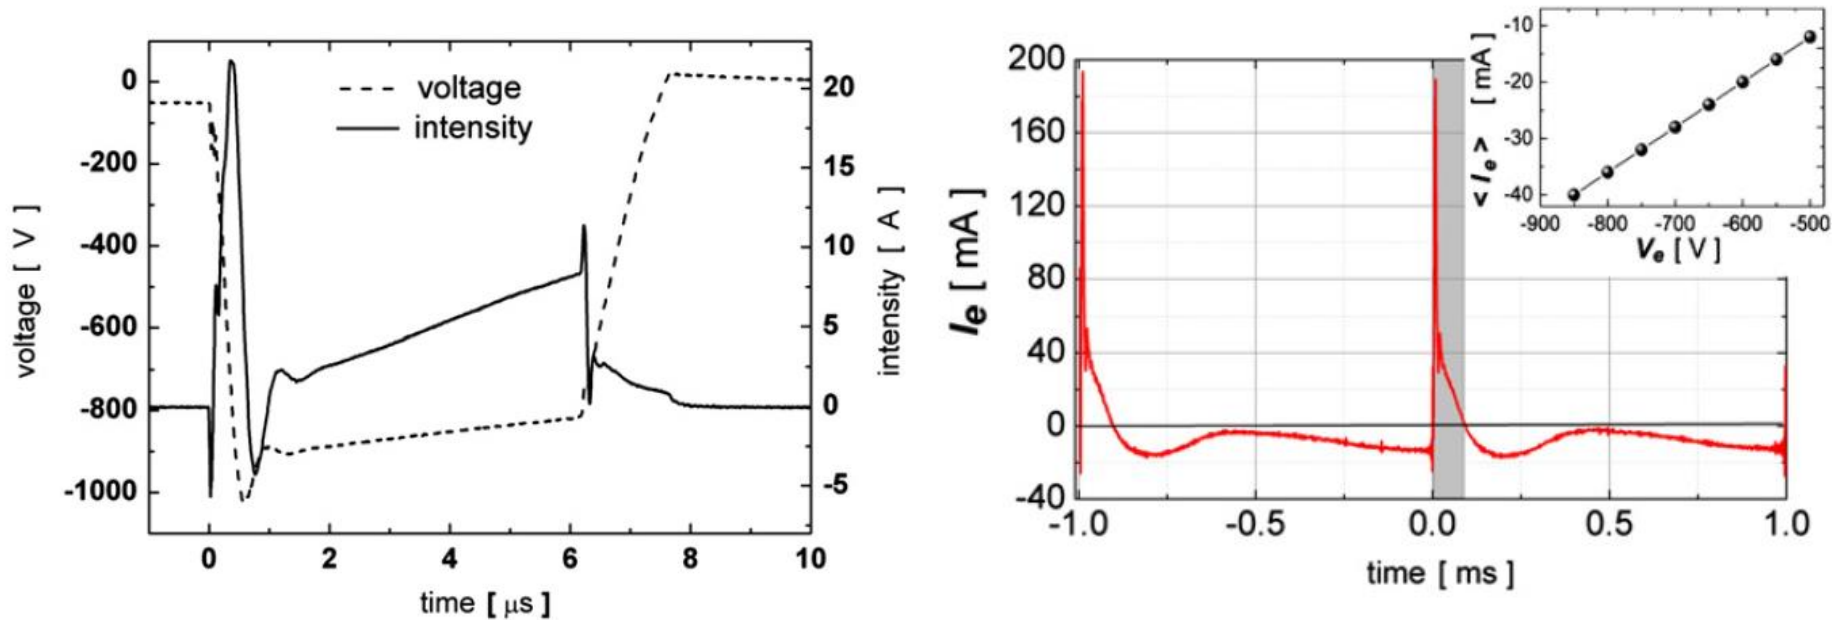 voltage [ V ]
0
-200
-400
-600
-800
-1000
voltage
intensity
20
15
10
5
0
-5
intensity [ A ]
0 2 4 6 8 10
time [ μs ]
Ie [ mA ]
200
160
120
80
40
0
-40
-1.0 -0.5 0.0 0.5 1.0
time [ ms ]
< Ie > [ mA ]
-10
-20
-30
-40
-900 -800 -700 -600 -500
Ve [ V ]